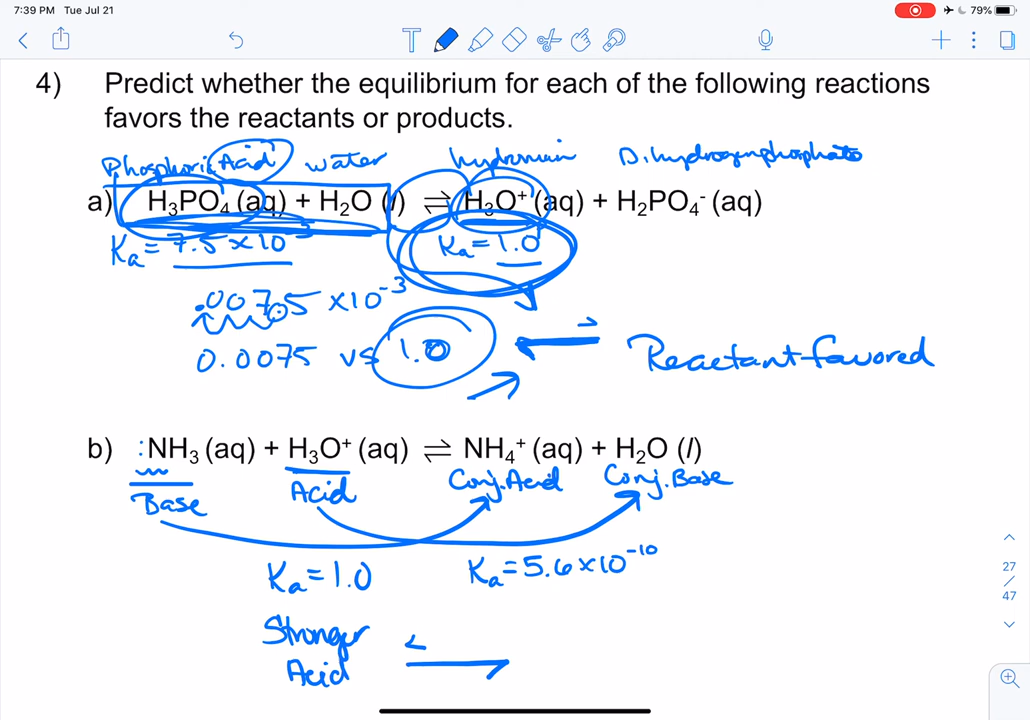 7:39 PM Tue Jul 21
79%
4) Predict whether the equilibrium for each of the following reactions
favors the reactants or products.
Phosphoric Acid water hydronium Dihydrogenphosphate
a) H₃PO₄ (aq) + H₂O (l) ⇌ H₃O⁺ (aq) + H₂PO₄⁻ (aq)
Ka = 7.5 × 10⁻³ Ka = 1.0
.007.5 × 10⁻³
0.0075 vs 1.0 Reactant-favored
b) :NH₃ (aq) + H₃O⁺ (aq) ⇌ NH₄⁺ (aq) + H₂O (l)
Base Acid Conj. Acid Conj. Base
Ka = 1.0 Ka = 5.6 × 10⁻¹⁰
Stronger
Acid
27
/
47